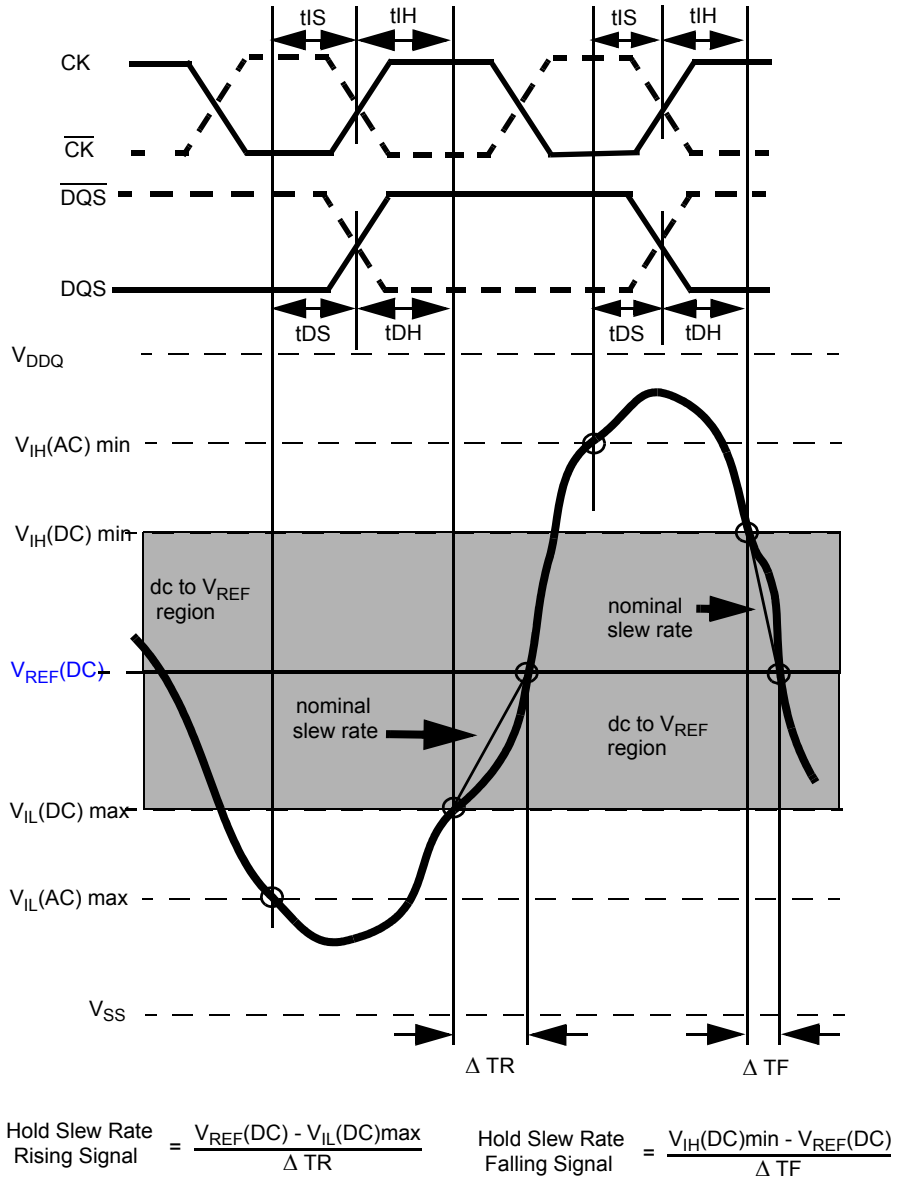 tIS tIH tIS tIH
CK
CK
DQS
DQS
tDS tDH tDS tDH
VDDQ
VIH(AC) min
VIH(DC) min
dc to VREF
region
nominal
slew rate
VREF(DC)
nominal
slew rate
dc to VREF
region
VIL(DC) max
VIL(AC) max
VSS
Δ TR Δ TF
Hold Slew Rate
Rising Signal
= VREF(DC) - VIL(DC)max
Δ TR
Hold Slew Rate
Falling Signal
= VIH(DC)min - VREF(DC)
Δ TF